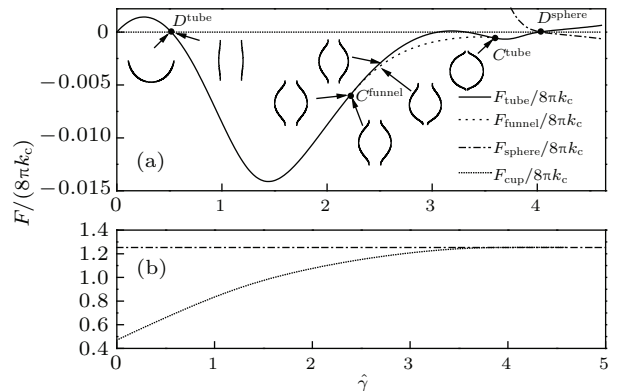 0 1 2 3 4
D^tube
D^sphere
0
C^tube
−0.005
C^funnel
F_tube/8πk_c
F_funnel/8πk_c
−0.010
F_sphere/8πk_c
(a)
F_cup/8πk_c
−0.015
F/(8πk_c)
1.4
1.2
(b)
1.0
0.8
0.6
0.4
0 1 2 3 4 5
γ̂